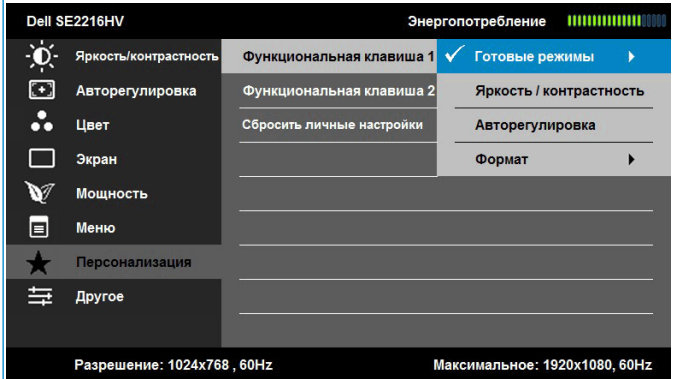 Dell SE2216HV Энергопотребление
Яркость/контрастность Функциональная клавиша 1 Готовые режимы
Авторегулировка Функциональная клавиша 2 Яркость / контрастность
Цвет Сбросить личные настройки Авторегулировка
Экран Формат
Мощность
Меню
Персонализация
Другое
Разрешение: 1024x768 , 60Hz Максимальное: 1920x1080, 60Hz